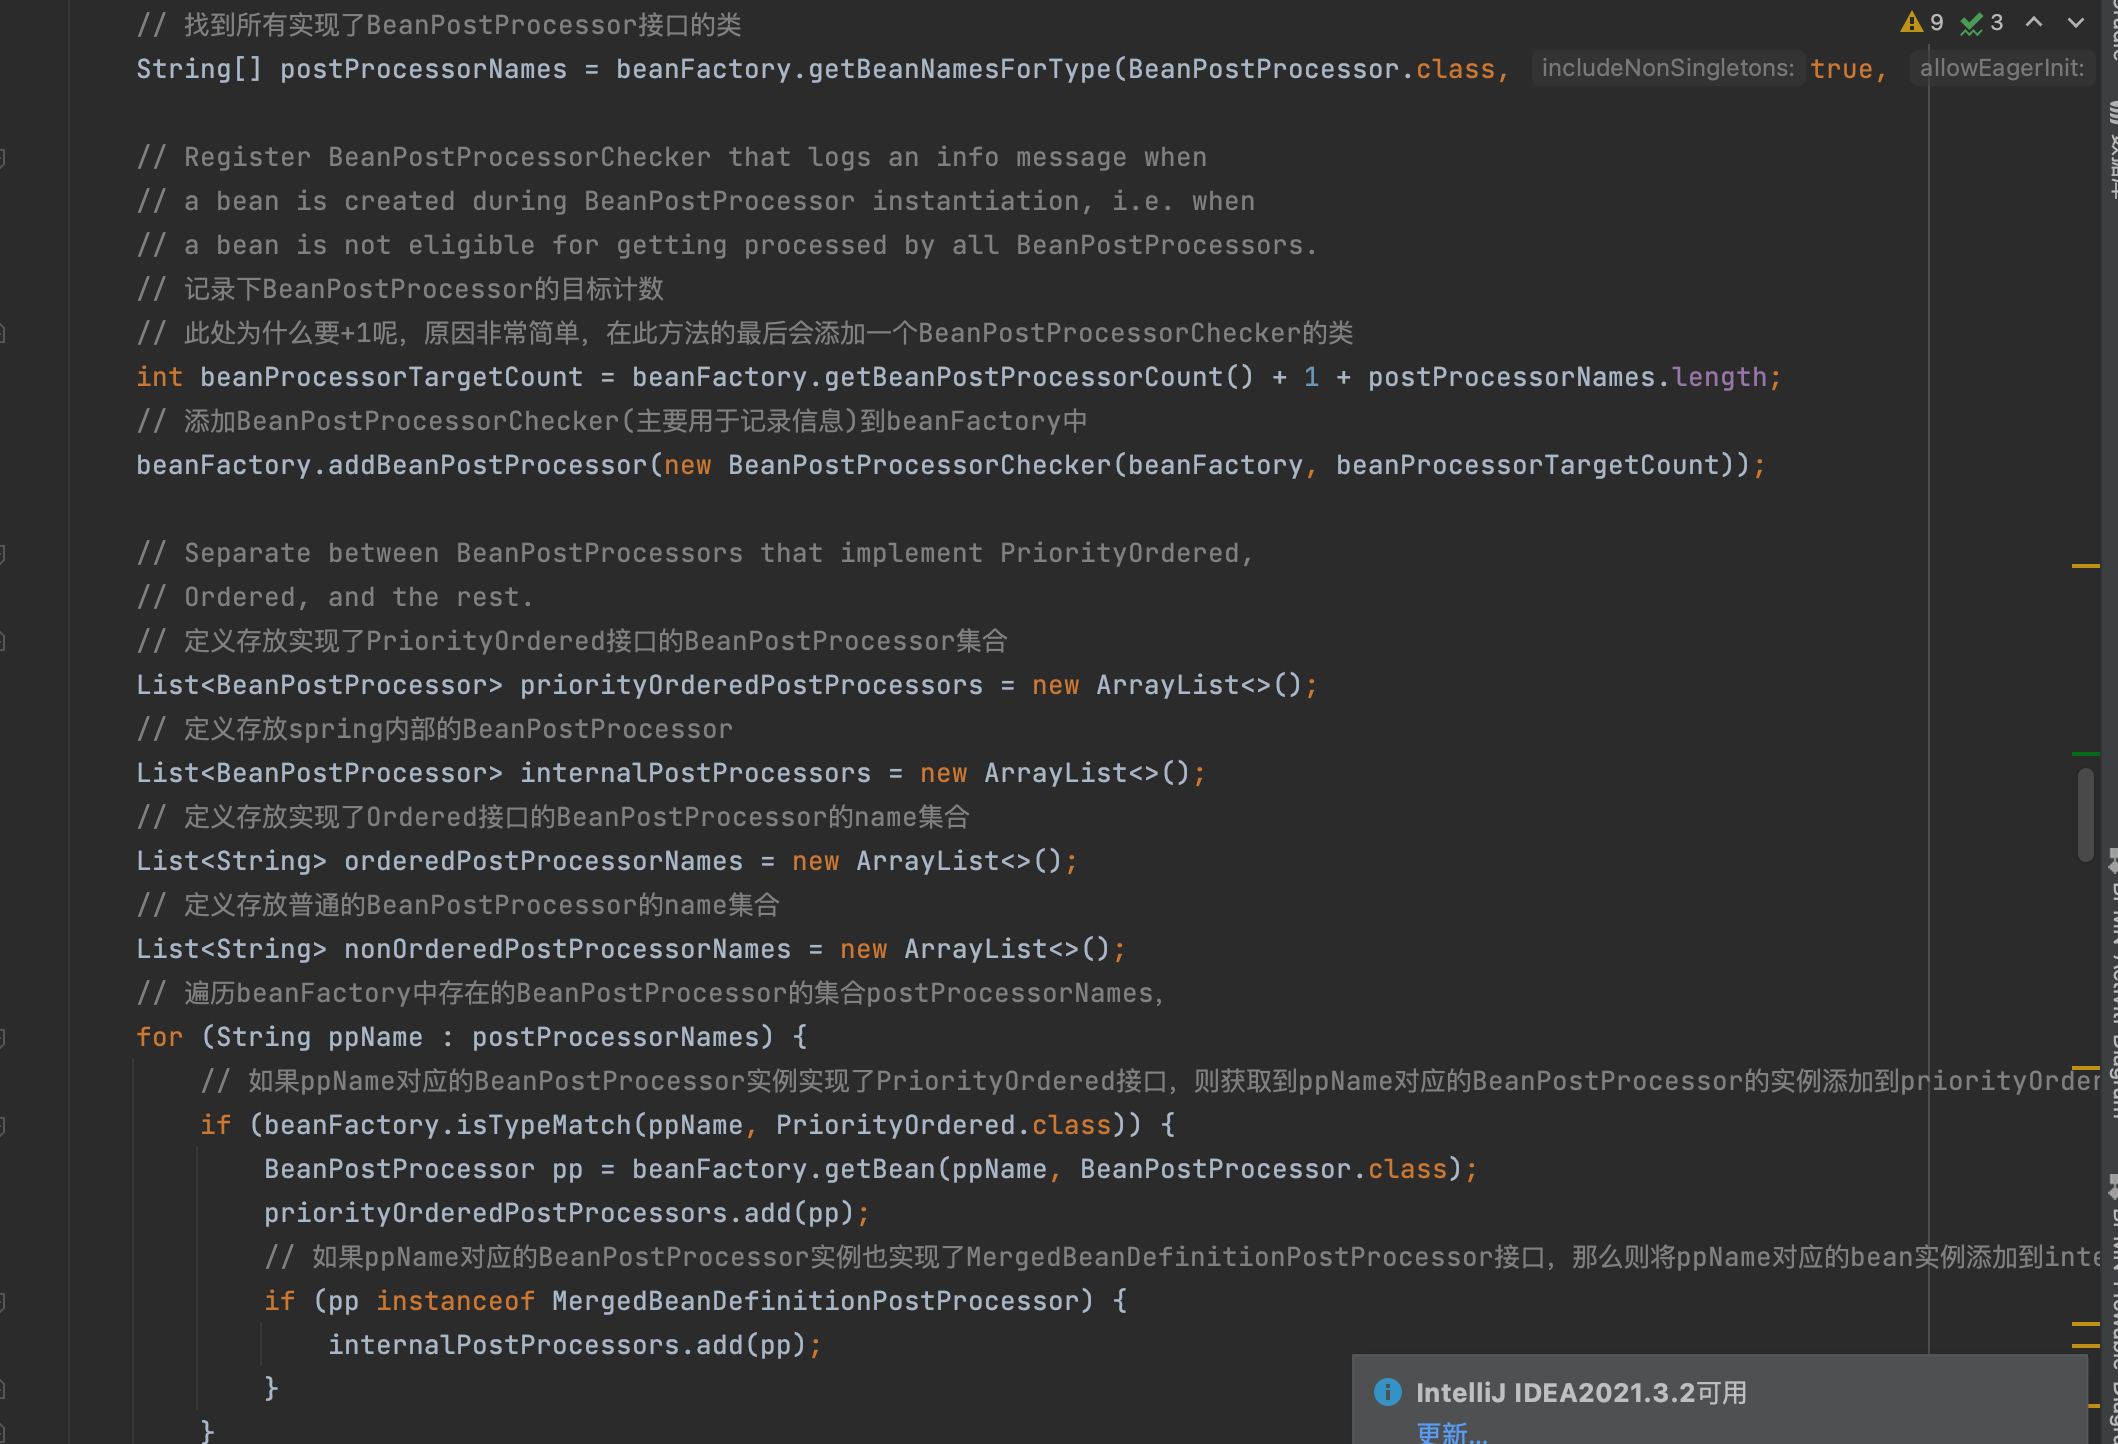 // 找到所有实现了BeanPostProcessor接口的类
9 3
String[] postProcessorNames = beanFactory.getBeanNamesForType(BeanPostProcessor.class, includeNonSingletons: true, allowEagerInit:
// Register BeanPostProcessorChecker that logs an info message when
// a bean is created during BeanPostProcessor instantiation, i.e. when
// a bean is not eligible for getting processed by all BeanPostProcessors.
// 记录下BeanPostProcessor的目标计数
// 此处为什么要+1呢，原因非常简单，在此方法的最后会添加一个BeanPostProcessorChecker的类
int beanProcessorTargetCount = beanFactory.getBeanPostProcessorCount() + 1 + postProcessorNames.length;
// 添加BeanPostProcessorChecker(主要用于记录信息)到beanFactory中
beanFactory.addBeanPostProcessor(new BeanPostProcessorChecker(beanFactory, beanProcessorTargetCount));
// Separate between BeanPostProcessors that implement PriorityOrdered,
// Ordered, and the rest.
// 定义存放实现了PriorityOrdered接口的BeanPostProcessor集合
List<BeanPostProcessor> priorityOrderedPostProcessors = new ArrayList<>();
// 定义存放spring内部的BeanPostProcessor
List<BeanPostProcessor> internalPostProcessors = new ArrayList<>();
// 定义存放实现了Ordered接口的BeanPostProcessor的name集合
List<String> orderedPostProcessorNames = new ArrayList<>();
// 定义存放普通的BeanPostProcessor的name集合
List<String> nonOrderedPostProcessorNames = new ArrayList<>();
// 遍历beanFactory中存在的BeanPostProcessor的集合postProcessorNames，
for (String ppName : postProcessorNames) {
// 如果ppName对应的BeanPostProcessor实例实现了PriorityOrdered接口，则获取到ppName对应的BeanPostProcessor的实例添加到priorityOrder
if (beanFactory.isTypeMatch(ppName, PriorityOrdered.class)) {
BeanPostProcessor pp = beanFactory.getBean(ppName, BeanPostProcessor.class);
priorityOrderedPostProcessors.add(pp);
// 如果ppName对应的BeanPostProcessor实例也实现了MergedBeanDefinitionPostProcessor接口，那么则将ppName对应的bean实例添加到inte
if (pp instanceof MergedBeanDefinitionPostProcessor) {
internalPostProcessors.add(pp);
}
}
IntelliJ IDEA2021.3.2可用
更新...